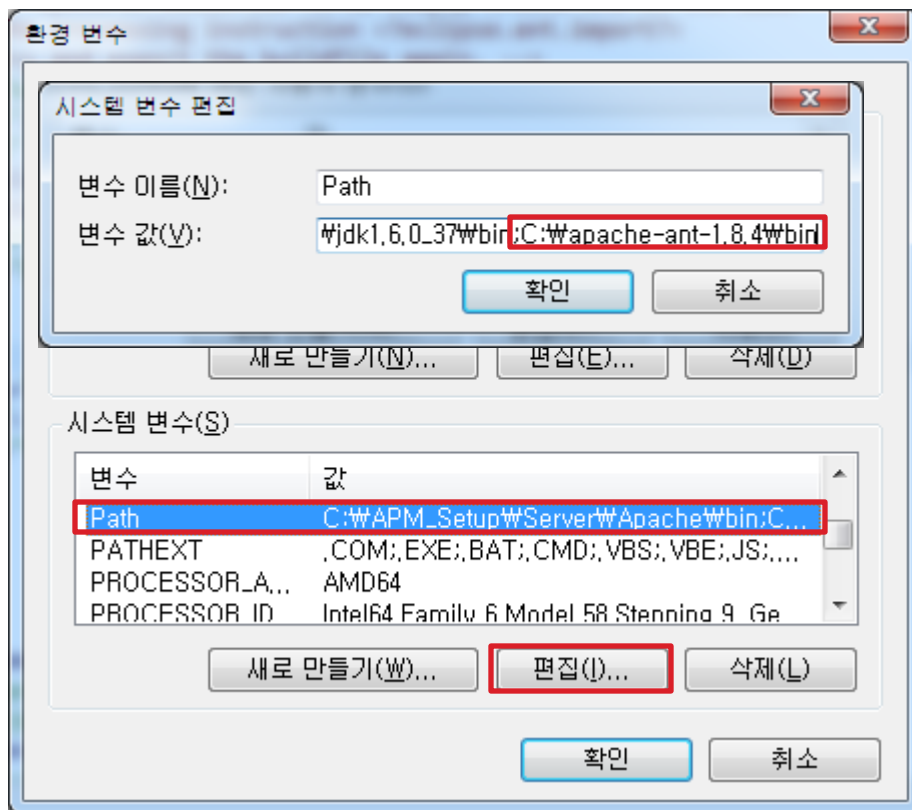 환경 변수
시스템 변수 편집
변수 이름(N):
Path
변수 값(V):
₩jdk1.6.0_37₩bin;C:₩apache-ant-1.8.4₩bin
확인
취소
새로 만들기(N)...
편집(E)...
삭제(D)
시스템 변수(S)
변수
값
Path
C:₩APM_Setup₩Server₩Apache₩bin;C...
PATHEXT
.COM;.EXE;.BAT;.CMD;.VBS;.VBE;.JS;....
PROCESSOR_A...
AMD64
PROCESSOR_ID
Intel64 Family 6 Model 58 Stepping 9, Ge
새로 만들기(W)...
편집(I)...
삭제(L)
확인
취소